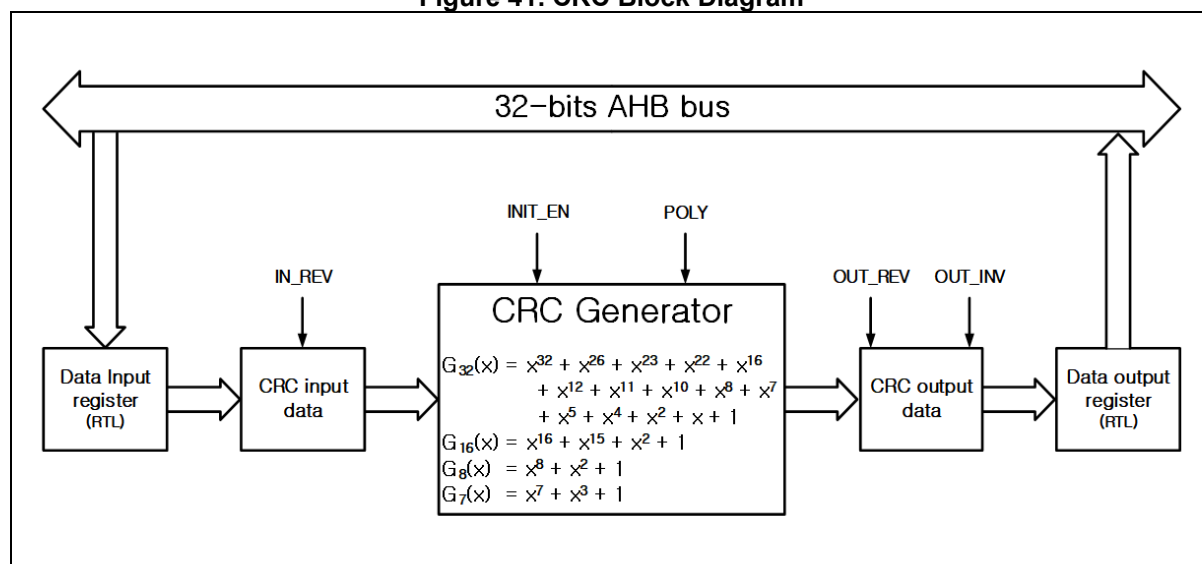 Figure 41. CRC Block Diagram
32-bits AHB bus
INIT_EN
POLY
IN_REV
OUT_REV
OUT_INV
Data Input
register
(RTL)
CRC input
data
CRC Generator
G₃₂(x) = x³² + x²⁶ + x²³ + x²² + x¹⁶
+ x¹² + x¹¹ + x¹⁰ + x⁸ + x⁷
+ x⁵ + x⁴ + x² + x + 1
G₁₆(x) = x¹⁶ + x¹⁵ + x² + 1
G₈(x) = x⁸ + x² + 1
G₇(x) = x⁷ + x³ + 1
CRC output
data
Data output
register
(RTL)